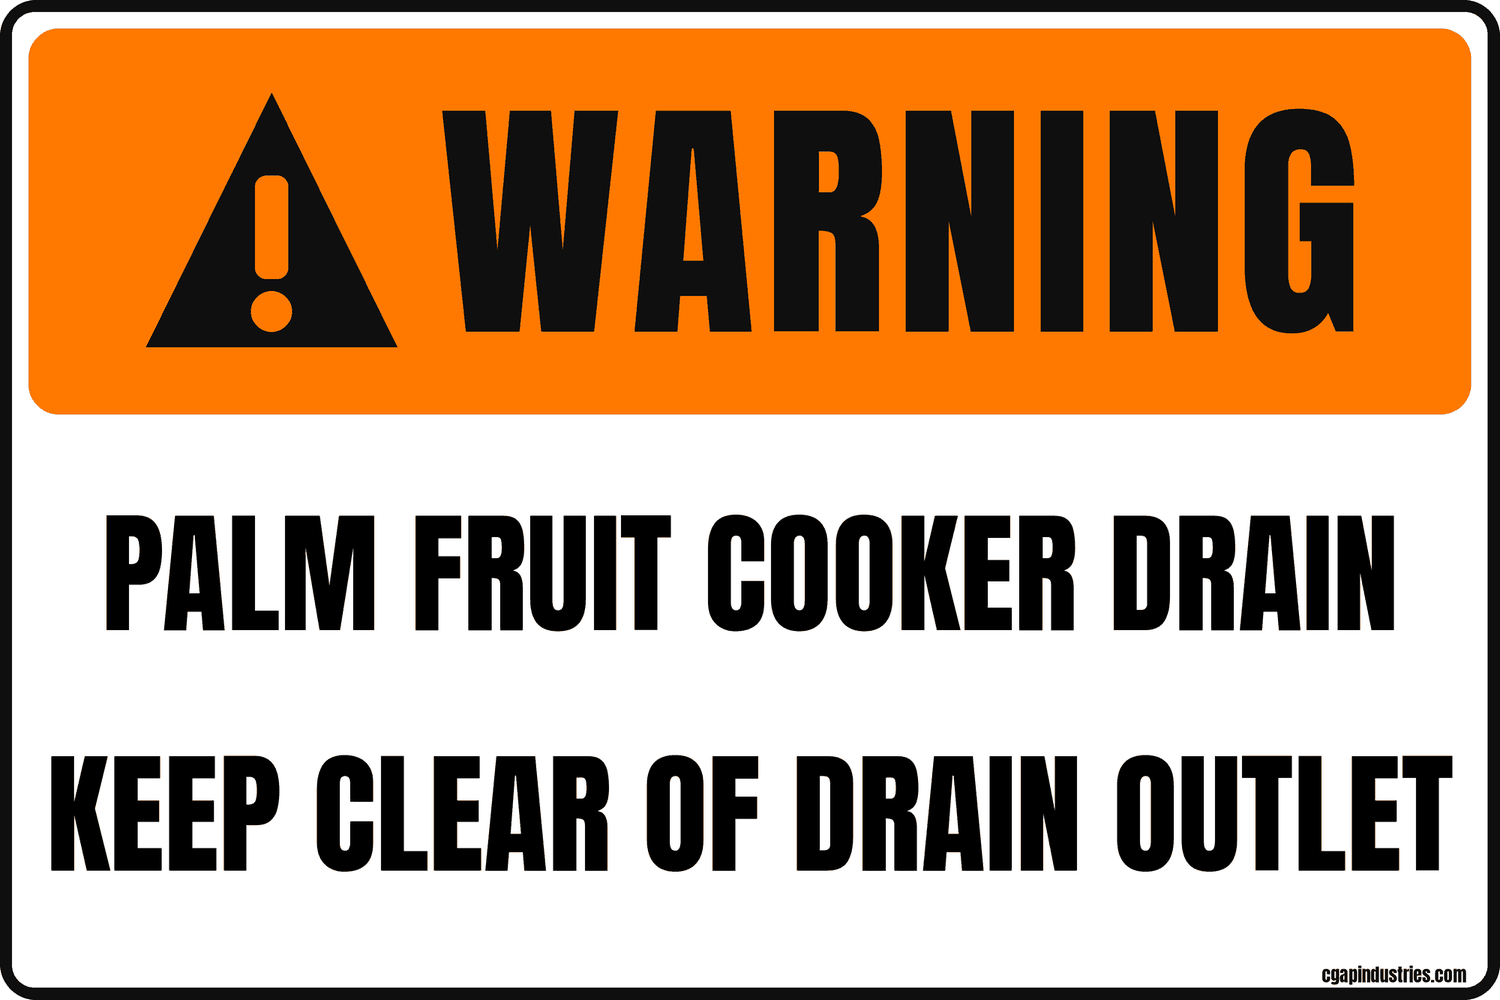 WARNING
PALM FRUIT COOKER DRAIN
KEEP CLEAR OF DRAIN OUTLET
cgapindustries.com